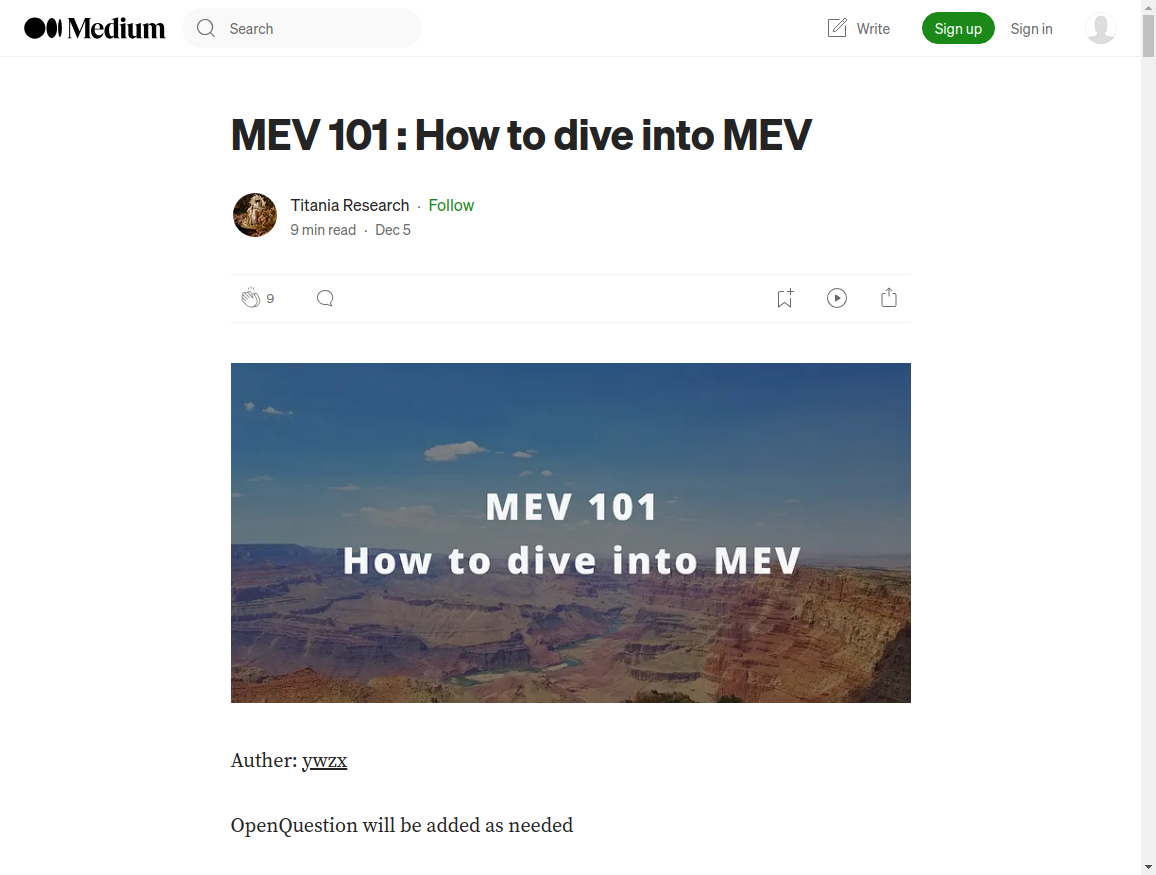 Medium
Search
Write
Sign up
Sign in
MEV 101 : How to dive into MEV
Titania Research · Follow
9 min read · Dec 5
9
MEV 101
How to dive into MEV
Auther: ywzx
OpenQuestion will be added as needed